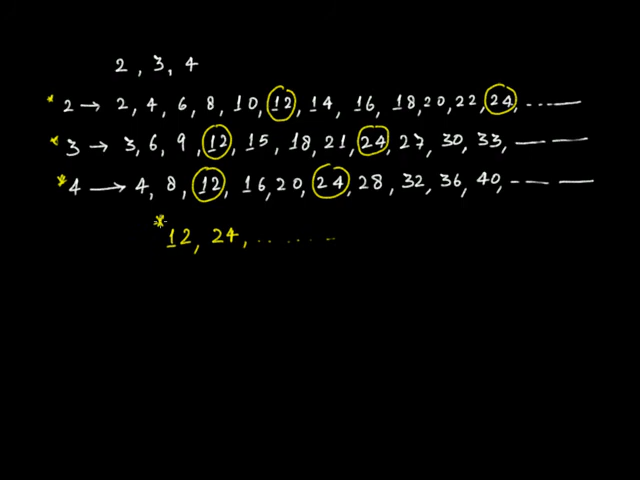 2, 3, 4
* 2 → 2, 4, 6, 8, 10, 12, 14, 16, 18, 20, 22, 24, ...——
* 3 → 3, 6, 9, 12, 15, 18, 21, 24, 27, 30, 33, —— ——
* 4 → 4, 8, 12, 16, 20, 24, 28, 32, 36, 40, —— ——
* 12, 24, ........